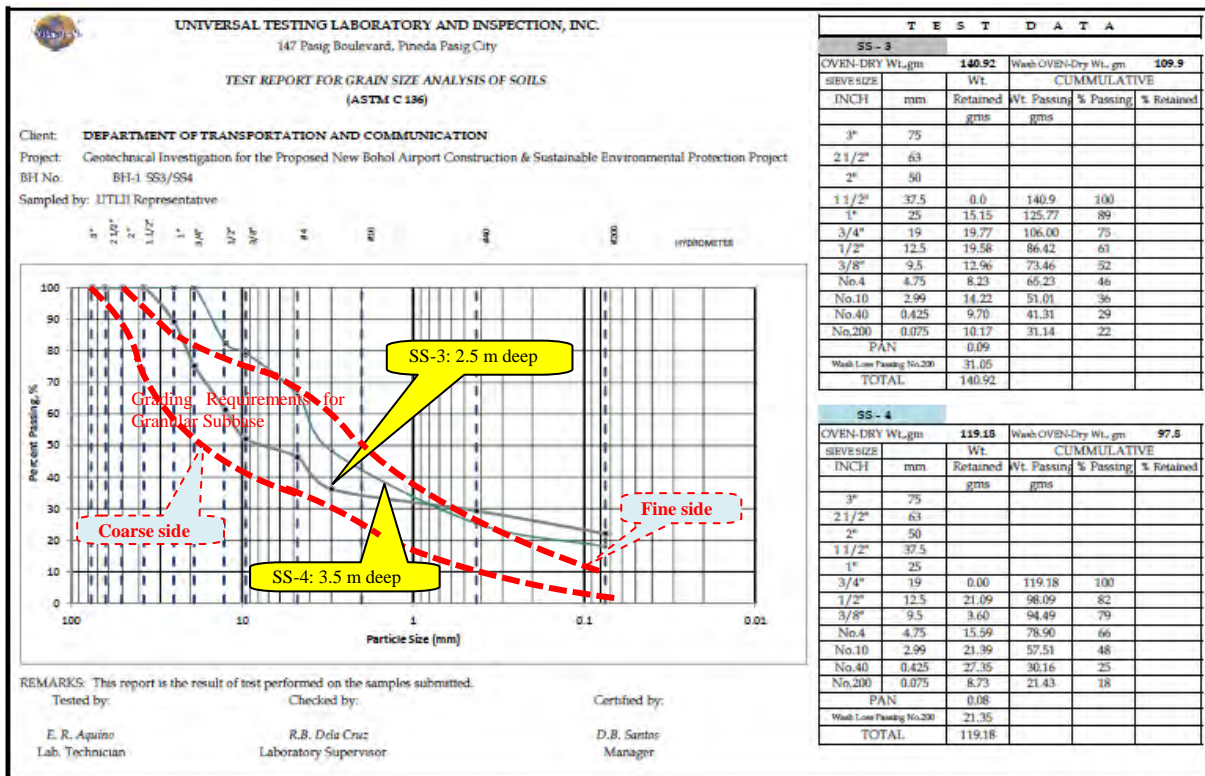 UNIVERSAL TESTING LABORATORY AND INSPECTION, INC.
147 Pasig Boulevard, Pineda Pasig City
TEST REPORT FOR GRAIN SIZE ANALYSIS OF SOILS
(ASTM C 136)
Client: DEPARTMENT OF TRANSPORTATION AND COMMUNICATION
Project: Geotechnical Investigation for the Proposed New Bohol Airport Construction & Sustainable Environmental Protection Project
BH No. BH-1 SS3/SS4
Sampled by: UTLII Representative
3" 2 1/2" 2" 1 1/2" 1" 3/4" 1/2" 3/8" #4 #10 #40 #200 HYDROMETER
100
90
80
70
60
50
40
30
20
10
0
Percent Passing, %
100 10 1 0.1 0.01
Particle Size (mm)
SS-3: 2.5 m deep
Grading Requirements for
Granular Subbase
Coarse side
Fine side
SS-4: 3.5 m deep
REMARKS: This report is the result of test performed on the samples submitted.
Tested by: Checked by: Certified by:
E. R. Aquino R.B. Dela Cruz D.B. Santos
Lab. Technician Laboratory Supervisor Manager
T E S T D A T A
SS - 3
OVEN-DRY Wt., gm 140.92 Wash OVEN-Dry Wt., gm 109.9
SIEVE SIZE Wt. CUMMULATIVE
INCH mm Retained Wt. Passing % Passing % Retained
gms gms
3" 75
2 1/2" 63
2" 50
1 1/2" 37.5 0.0 140.9 100
1" 25 15.15 125.77 89
3/4" 19 19.77 106.00 75
1/2" 12.5 19.58 86.42 61
3/8" 9.5 12.96 73.46 52
No.4 4.75 8.23 65.23 46
No.10 2.99 14.22 51.01 36
No.40 0.425 9.70 41.31 29
No.200 0.075 10.17 31.14 22
PAN 0.09
Wash Loss Passing No.200 31.05
TOTAL 140.92
SS - 4
OVEN-DRY Wt., gm 119.18 Wash OVEN-Dry Wt., gm 97.8
SIEVE SIZE Wt. CUMMULATIVE
INCH mm Retained Wt. Passing % Passing % Retained
gms gms
3" 75
2 1/2" 63
2" 50
1 1/2" 37.5
1" 25
3/4" 19 0.00 119.18 100
1/2" 12.5 21.09 98.09 82
3/8" 9.5 3.60 94.49 79
No.4 4.75 15.59 78.90 66
No.10 2.99 21.39 57.51 48
No.40 0.425 27.35 30.16 25
No.200 0.075 8.73 21.43 18
PAN 0.08
Wash Loss Passing No.200 21.35
TOTAL 119.18